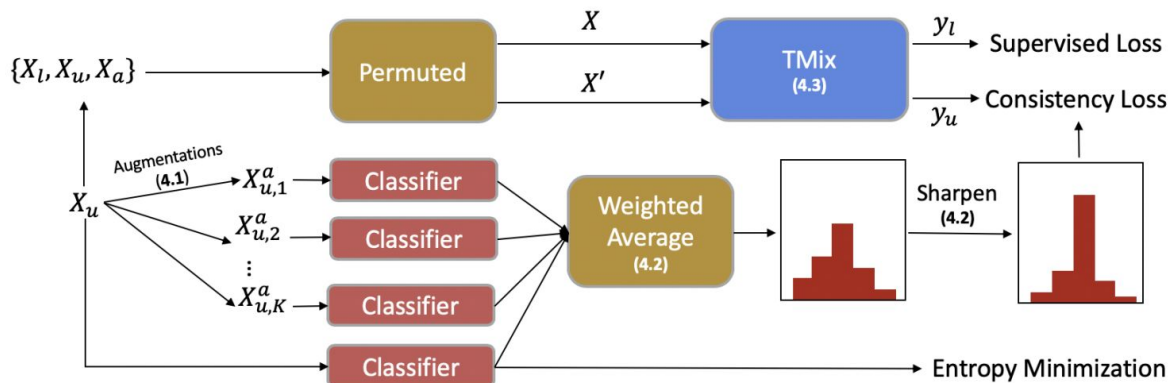 {X_l, X_u, X_a}
Permuted
X
X'
TMix
(4.3)
y_l
y_u
Supervised Loss
Consistency Loss
Augmentations
(4.1)
X_u
X^a_{u,1}
X^a_{u,2}
...
X^a_{u,K}
Classifier
Classifier
Classifier
Classifier
Weighted
Average
(4.2)
Sharpen
(4.2)
Entropy Minimization